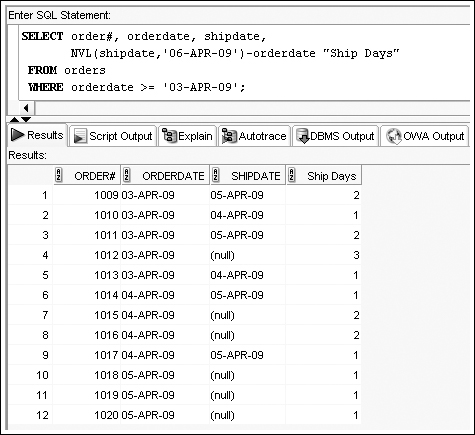 Enter SQL Statement:
SELECT order#, orderdate, shipdate,
NVL(shipdate,'06-APR-09')-orderdate "Ship Days"
FROM orders
WHERE orderdate >= '03-APR-09';
Results Script Output Explain Autotrace DBMS Output OWA Output
Results:
ORDER# ORDERDATE SHIPDATE Ship Days
1 1009 03-APR-09 05-APR-09 2
2 1010 03-APR-09 04-APR-09 1
3 1011 03-APR-09 05-APR-09 2
4 1012 03-APR-09 (null) 3
5 1013 03-APR-09 04-APR-09 1
6 1014 04-APR-09 05-APR-09 1
7 1015 04-APR-09 (null) 2
8 1016 04-APR-09 (null) 2
9 1017 04-APR-09 05-APR-09 1
10 1018 05-APR-09 (null) 1
11 1019 05-APR-09 (null) 1
12 1020 05-APR-09 (null) 1